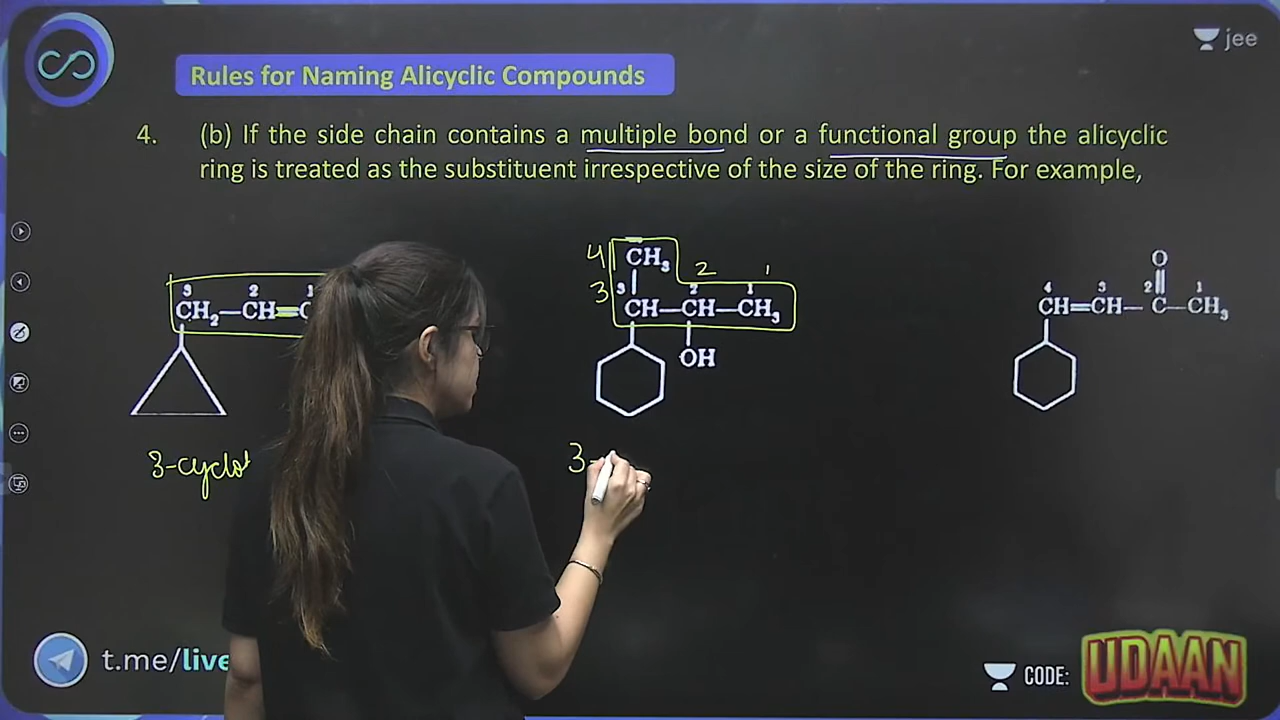 jee
Rules for Naming Alicyclic Compounds
4. (b) If the side chain contains a multiple bond or a functional group the alicyclic
ring is treated as the substituent irrespective of the size of the ring. For example,
4 CH₃ 2 1
3 2 1
CH₂—CH=
3 3 2 1
CH—CH—CH₃
OH
O
4 3 2 1
CH=CH—C—CH₃
3-cyclo
3-
t.me/live
CODE: UDAAN